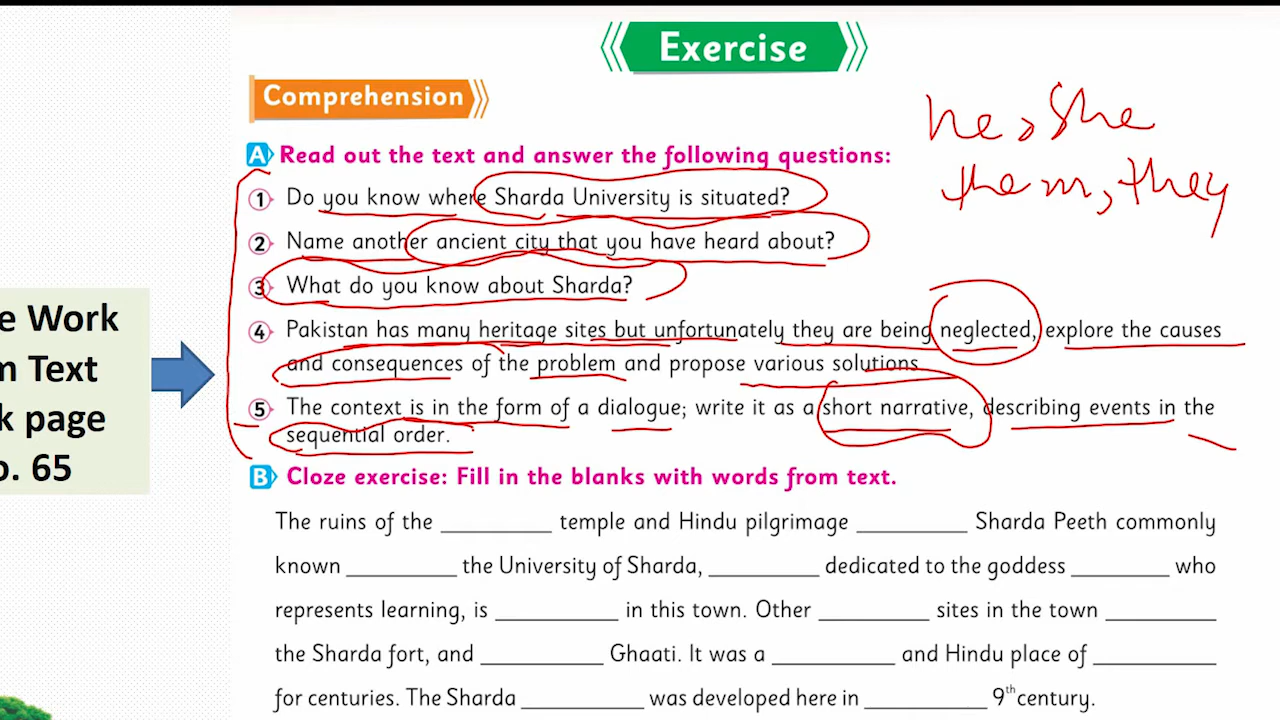 Exercise
Comprehension
he, She
them, they
A Read out the text and answer the following questions:
1 Do you know where Sharda University is situated?
2 Name another ancient city that you have heard about?
3 What do you know about Sharda?
4 Pakistan has many heritage sites but unfortunately they are being neglected, explore the causes
and consequences of the problem and propose various solutions
5 The context is in the form of a dialogue; write it as a short narrative, describing events in the
sequential order.
e Work
m Text
k page
o. 65
B Cloze exercise: Fill in the blanks with words from text.
The ruins of the __________ temple and Hindu pilgrimage __________ Sharda Peeth commonly
known __________ the University of Sharda, __________ dedicated to the goddess __________ who
represents learning, is __________ in this town. Other __________ sites in the town __________
the Sharda fort, and __________ Ghaati. It was a __________ and Hindu place of __________
for centuries. The Sharda __________ was developed here in __________ 9th century.